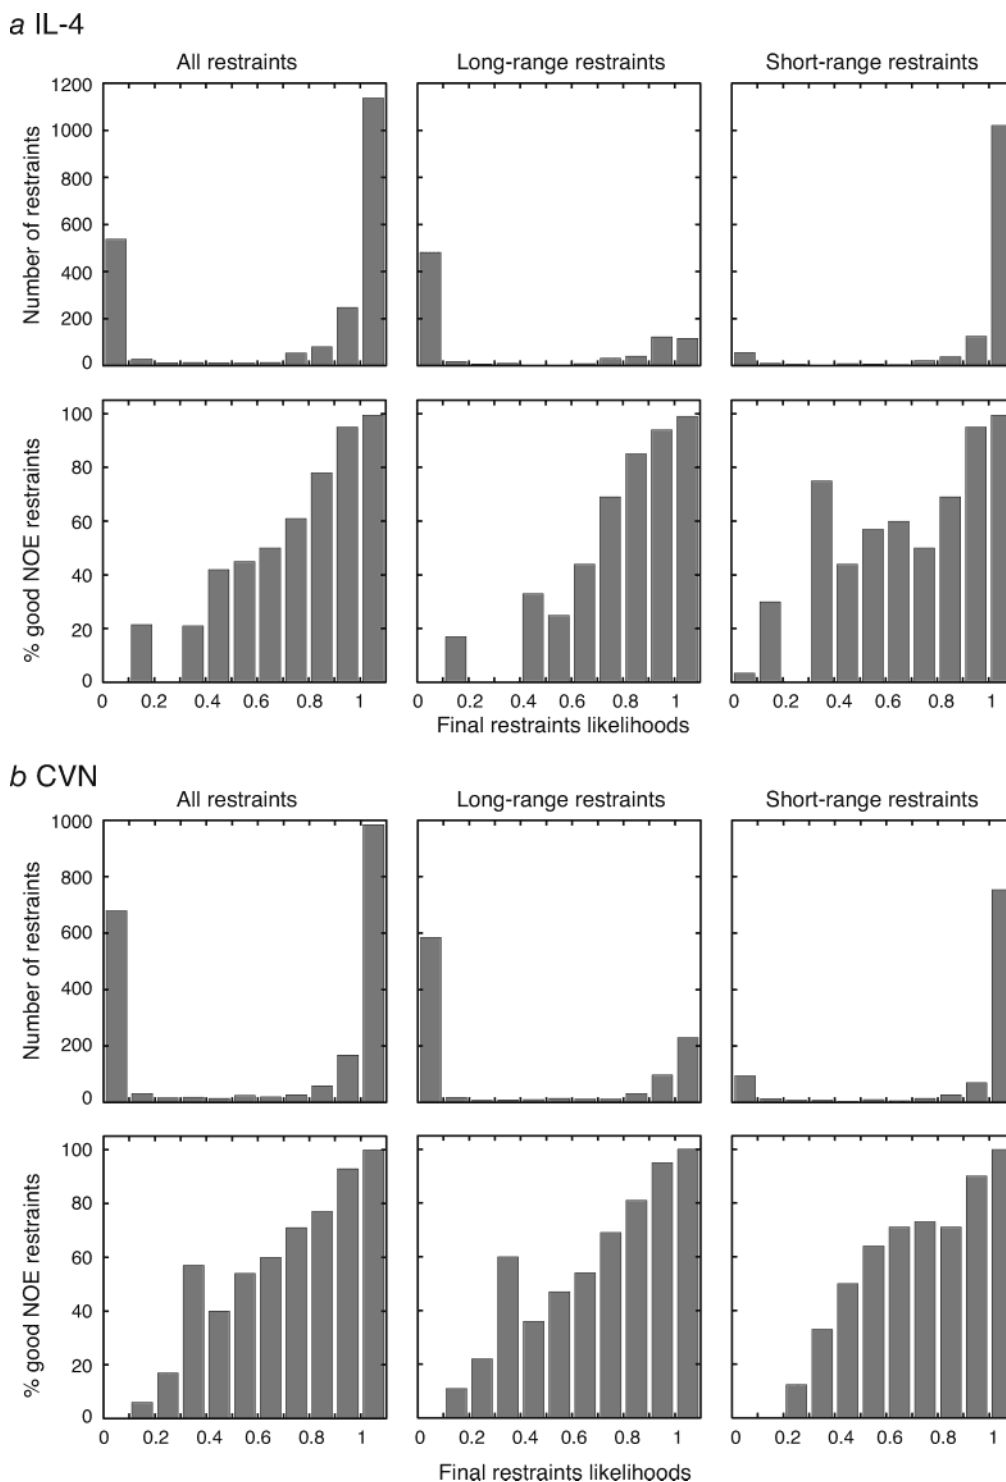 a IL-4
All restraints
Long-range restraints
Short-range restraints
Number of restraints
1200
1000
800
600
400
200
0
% good NOE restraints
100
80
60
40
20
0
0 0.2 0.4 0.6 0.8 1
0 0.2 0.4 0.6 0.8 1
0 0.2 0.4 0.6 0.8 1
Final restraints likelihoods
b CVN
All restraints
Long-range restraints
Short-range restraints
Number of restraints
1000
800
600
400
200
0
% good NOE restraints
100
80
60
40
20
0
0 0.2 0.4 0.6 0.8 1
0 0.2 0.4 0.6 0.8 1
0 0.2 0.4 0.6 0.8 1
Final restraints likelihoods